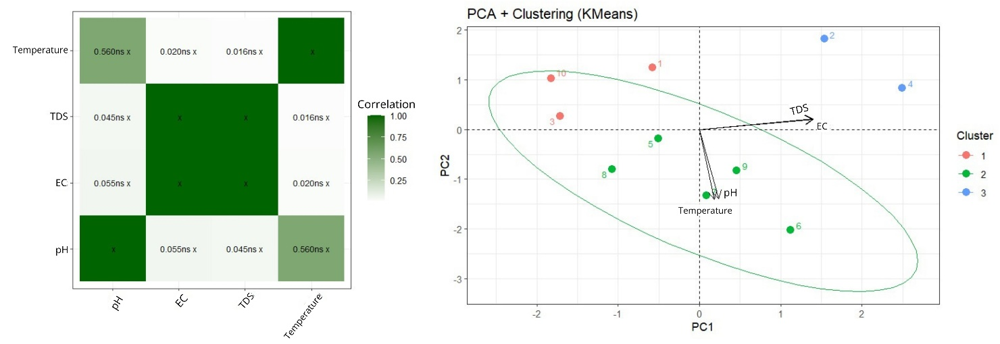 Temperature
0.560ns x
0.020ns x
0.016ns x
x
TDS
0.045ns x
x
x
0.016ns x
EC
0.055ns x
x
x
0.020ns x
pH
x
0.055ns x
0.045ns x
0.560ns x
pH
EC
TDS
Temperature
Correlation
1.00
0.75
0.50
0.25
PCA + Clustering (KMeans)
PC2
2
1
0
-1
-2
-3
2
4
1
10
3
5
8
9
6
TDS
EC
pH
Temperature
-2
-1
0
1
2
PC1
Cluster
1
2
3